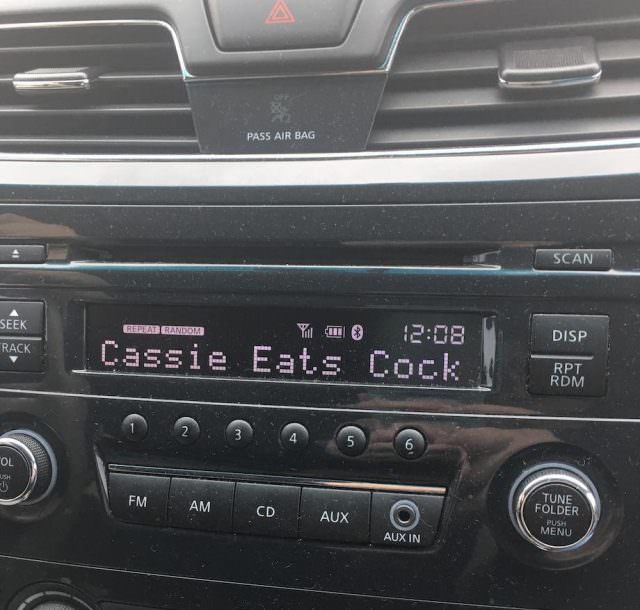 OFF
PASS AIR BAG
SCAN
SEEK
TRACK
REPEAT RANDOM 12:08
Cassie Eats Cock
DISP
RPT
RDM
1 2 3 4 5 6
VOL
PUSH
FM AM CD AUX
AUX IN
TUNE
FOLDER
PUSH
MENU